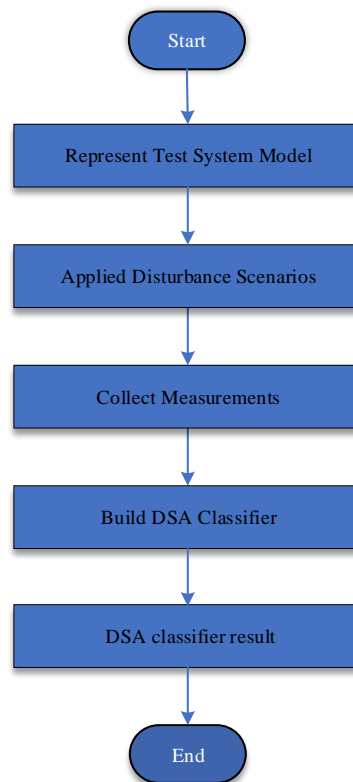 Start
Represent Test System Model
Applied Disturbance Scenarios
Collect Measurements
Build DSA Classifier
DSA classifier result
End